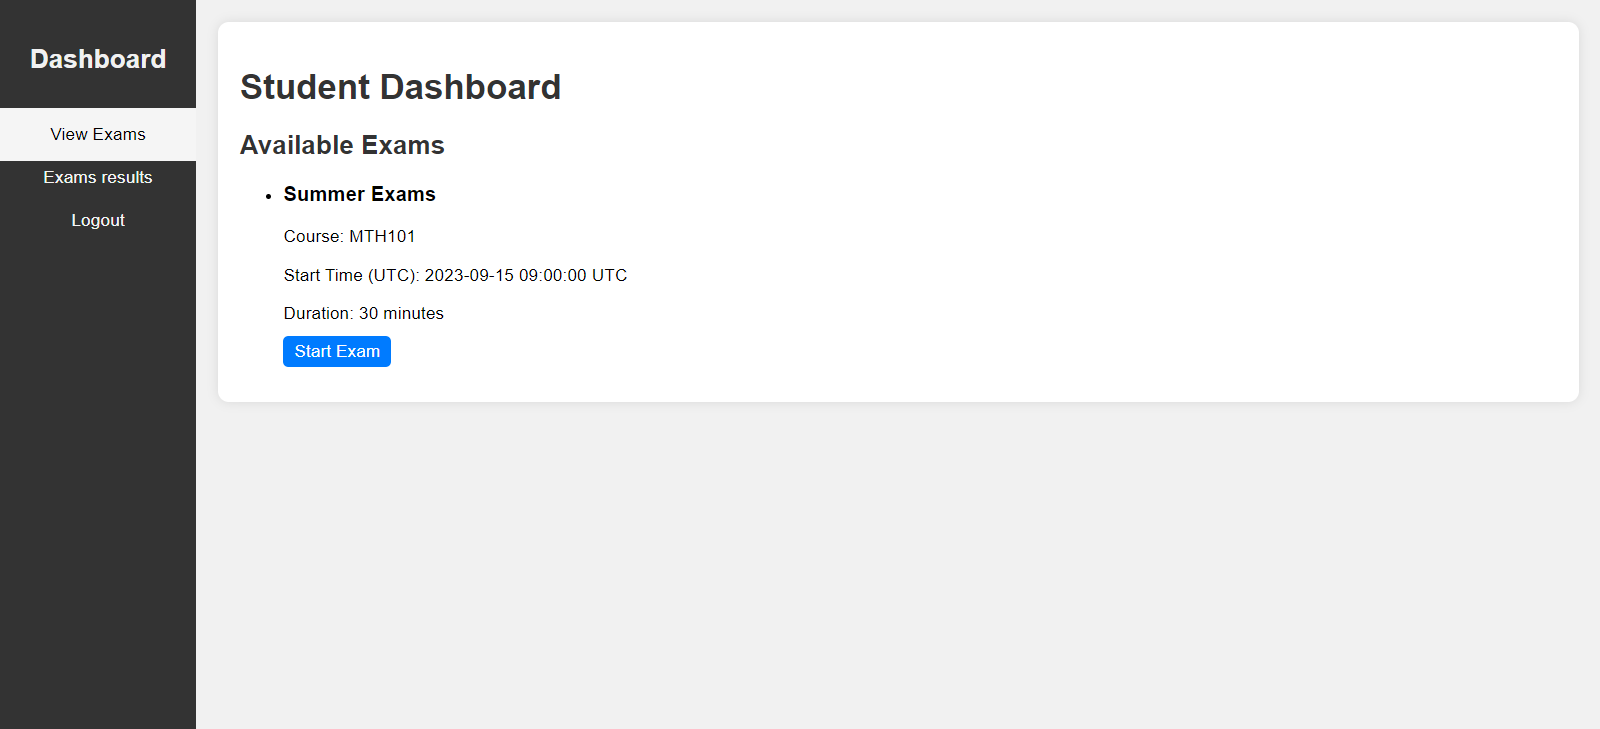 Dashboard
View Exams
Exams results
Logout
Student Dashboard
Available Exams
Summer Exams
Course: MTH101
Start Time (UTC): 2023-09-15 09:00:00 UTC
Duration: 30 minutes
Start Exam